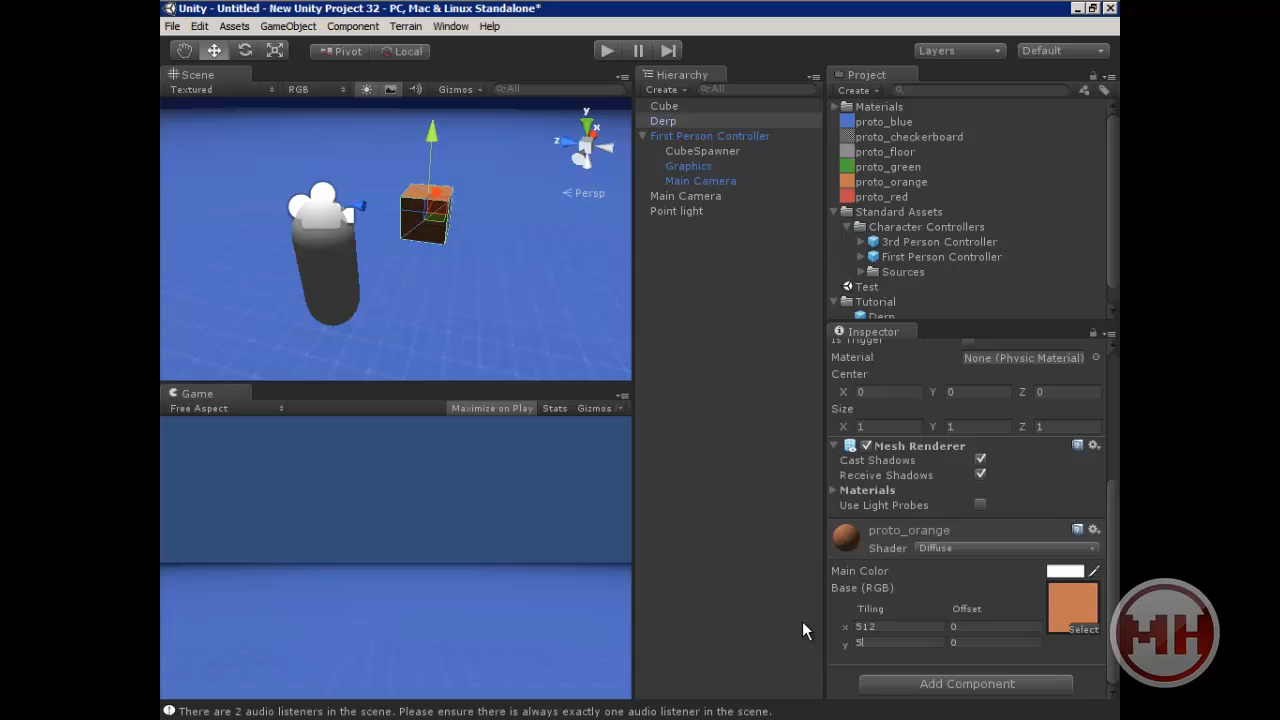 Unity - Untitled - New Unity Project 32 - PC, Mac & Linux Standalone*
File Edit Assets GameObject Component Terrain Window Help
Pivot Local Layers Default
Scene
Textured RGB Gizmos All
y
x
z
Persp
Game
Free Aspect Maximize on Play Stats Gizmos
Hierarchy
Create All
Cube
Derp
First Person Controller
CubeSpawner
Graphics
Main Camera
Main Camera
Point light
Project
Create
Materials
proto_blue
proto_checkerboard
proto_floor
proto_green
proto_orange
proto_red
Standard Assets
Character Controllers
3rd Person Controller
First Person Controller
Sources
Test
Tutorial
Derp
Inspector
Is Trigger
Material None (Physic Material)
Center
X 0 Y 0 Z 0
Size
X 1 Y 1 Z 1
Mesh Renderer
Cast Shadows
Receive Shadows
Materials
Use Light Probes
proto_orange
Shader Diffuse
Main Color
Base (RGB)
Tiling Offset
x 512 0
y 5 0
Select
Add Component
There are 2 audio listeners in the scene. Please ensure there is always exactly one audio listener in the scene.
MH